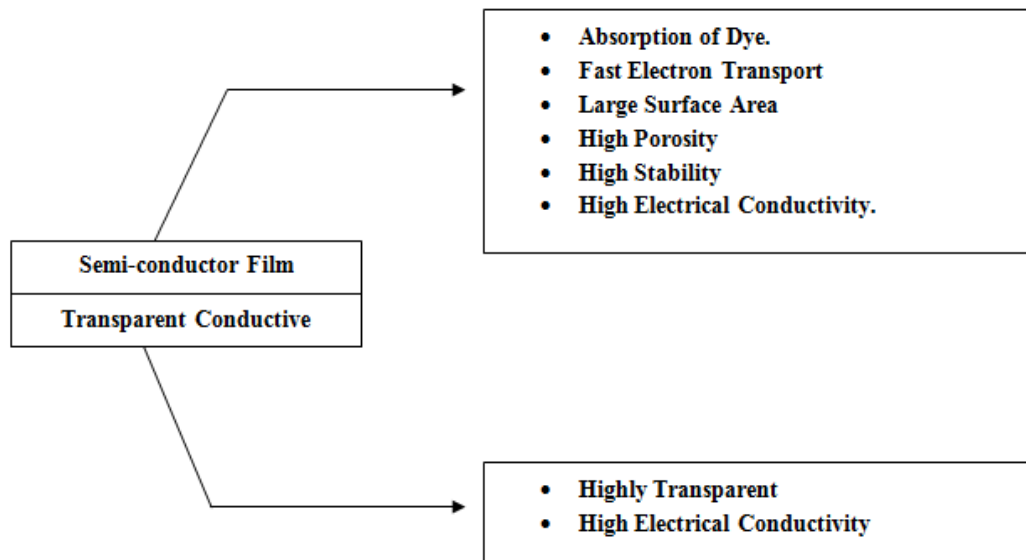 • Absorption of Dye.
• Fast Electron Transport
• Large Surface Area
• High Porosity
• High Stability
• High Electrical Conductivity.
Semi-conductor Film
Transparent Conductive
• Highly Transparent
• High Electrical Conductivity